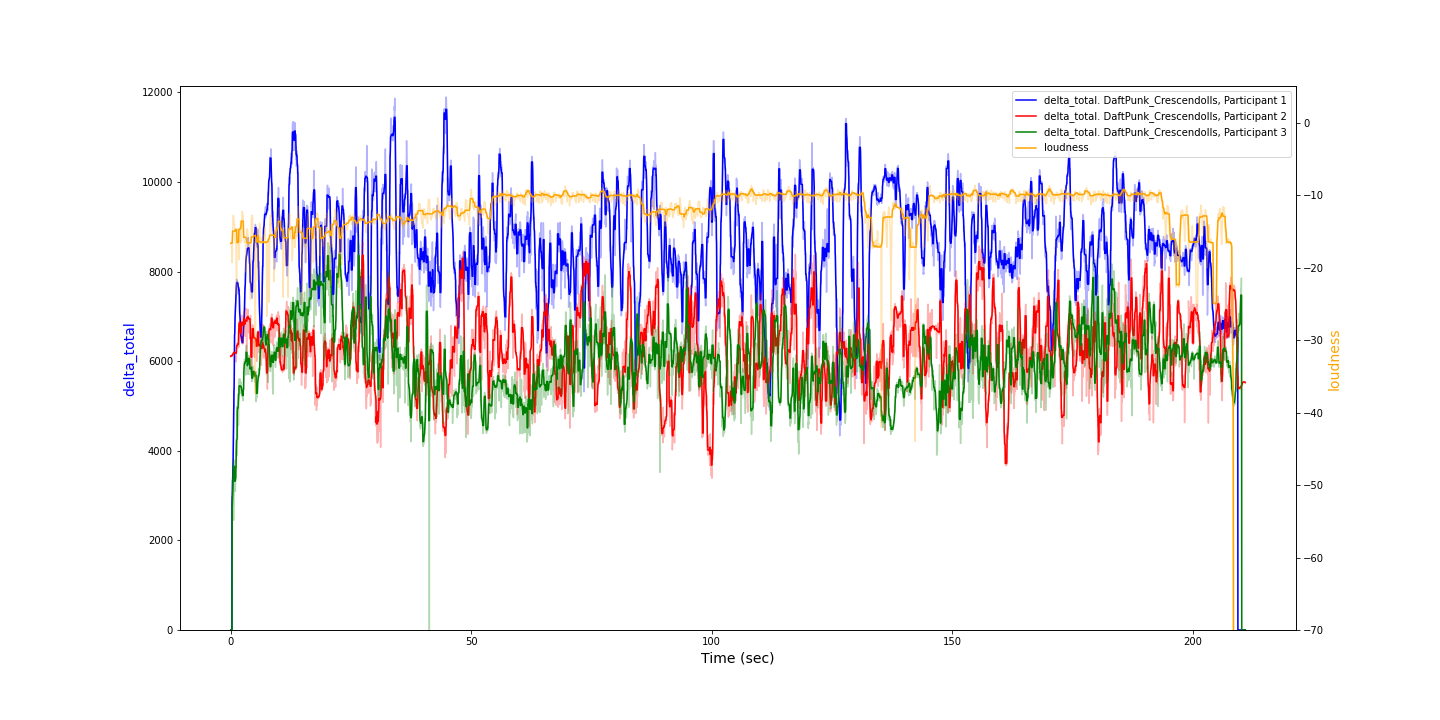 delta_total. DaftPunk_Crescendolls, Participant 1
delta_total. DaftPunk_Crescendolls, Participant 2
delta_total. DaftPunk_Crescendolls, Participant 3
loudness
12000
10000
8000
6000
4000
2000
0
delta_total
0
−10
−20
−30
−40
−50
−60
−70
loudness
0
50
100
150
200
Time (sec)